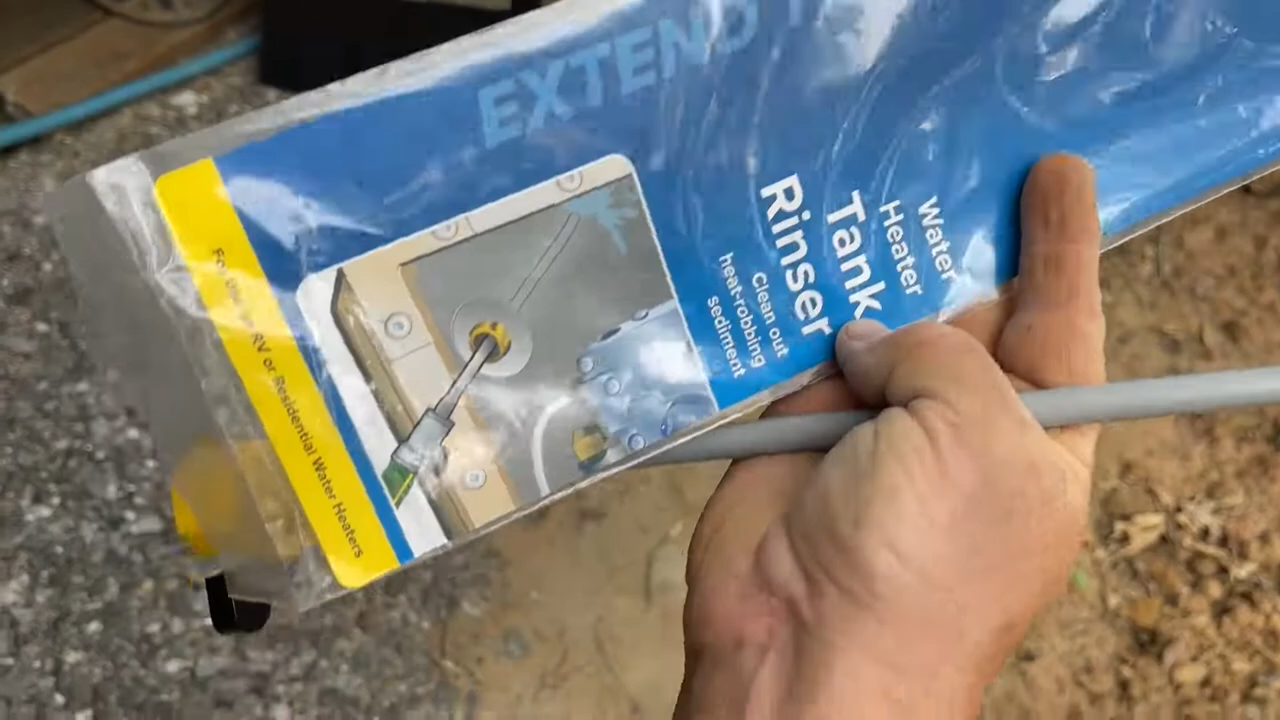 EXTEND
Water
Heater
Tank
Rinser
Clean out
heat-robbing
sediment
RV or Residential Water Heaters